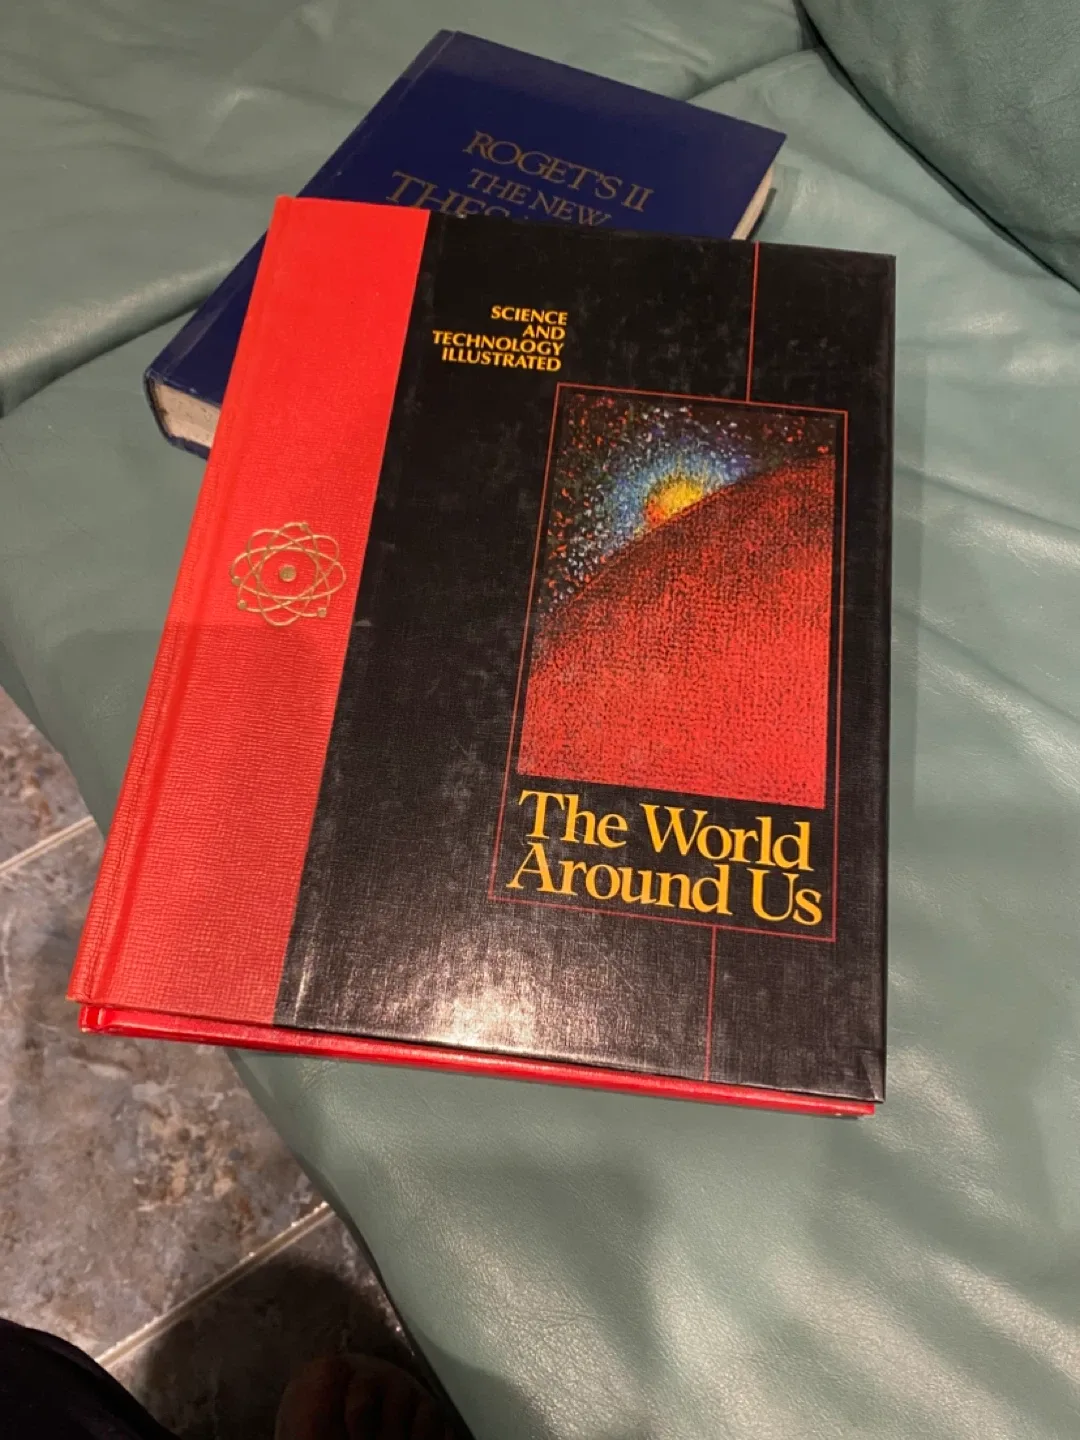 ROGET'S II
THE NEW
SCIENCE
AND
TECHNOLOGY
ILLUSTRATED
The World
Around Us